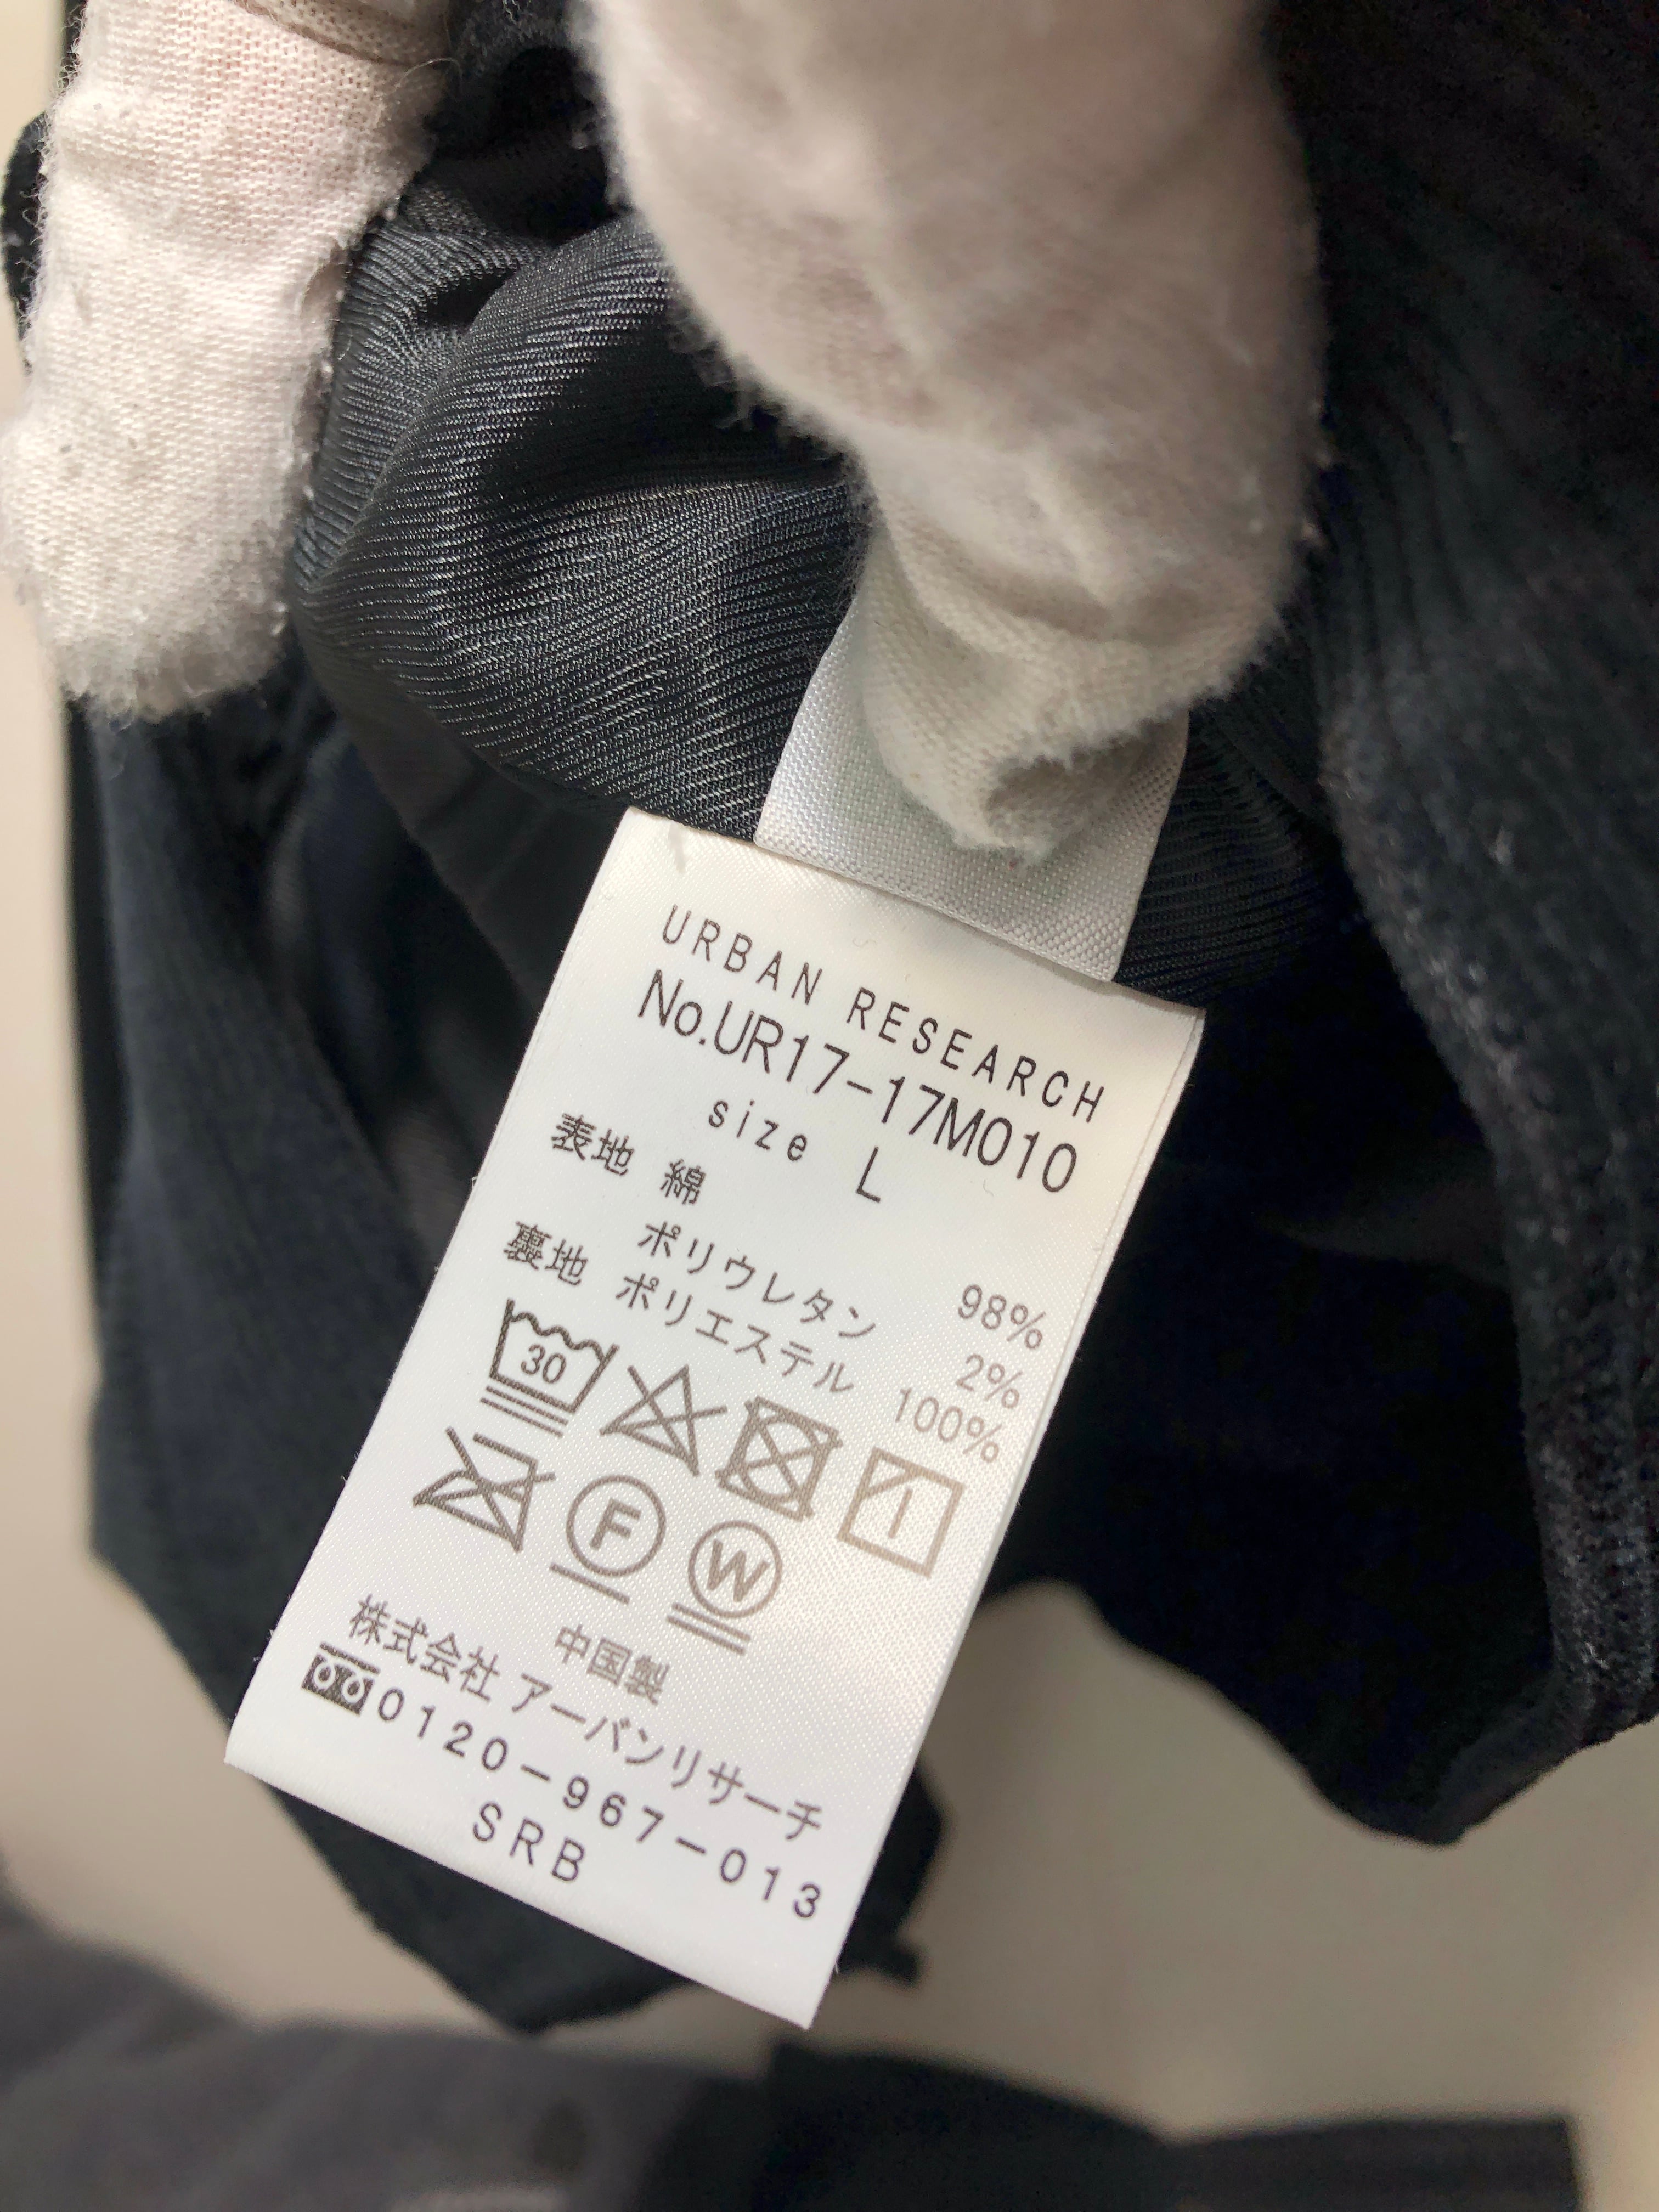 URBAN RESEARCH
No.UR17-17M010
size L
表地 綿 98%
ポリウレタン 2%
裏地 ポリエステル 100%
30
F W
中国製
株式会社 アーバンリサーチ
0120-967-013
SRB